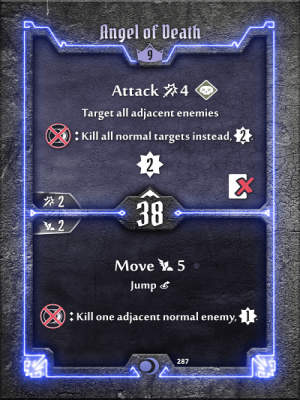 Angel of Death
9
Attack 4
Target all adjacent enemies
: Kill all normal targets instead, 2.
2
2
38
2
Move 5
Jump
: Kill one adjacent normal enemy, 1.
287